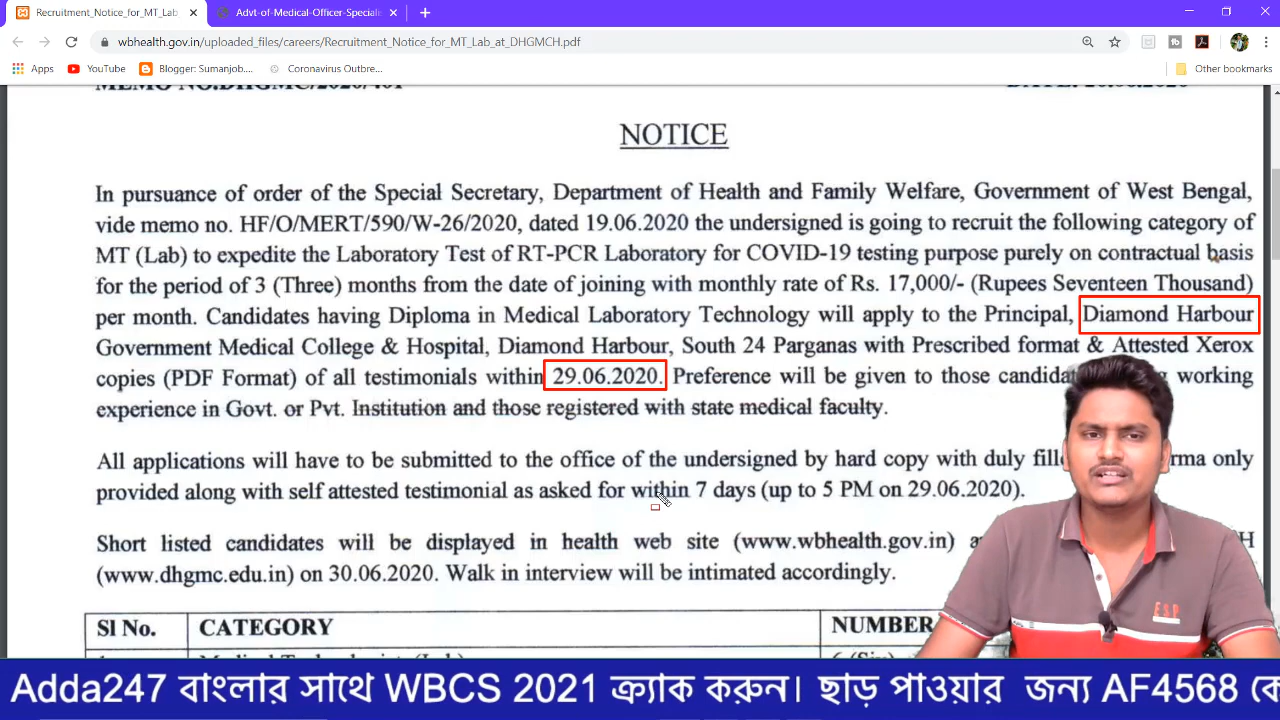 Recruitment_Notice_for_MT_Lab
Advt-of-Medical-Officer-Specialis
wbhealth.gov.in/uploaded_files/careers/Recruitment_Notice_for_MT_Lab_at_DHGMCH.pdf
Apps YouTube Blogger: Sumanjob.... Coronavirus Outbre... Other bookmarks
NOTICE
In pursuance of order of the Special Secretary, Department of Health and Family Welfare, Government of West Bengal,
vide memo no. HF/O/MERT/590/W-26/2020, dated 19.06.2020 the undersigned is going to recruit the following category of
MT (Lab) to expedite the Laboratory Test of RT-PCR Laboratory for COVID-19 testing purpose purely on contractual basis
for the period of 3 (Three) months from the date of joining with monthly rate of Rs. 17,000/- (Rupees Seventeen Thousand)
per month. Candidates having Diploma in Medical Laboratory Technology will apply to the Principal, Diamond Harbour
Government Medical College & Hospital, Diamond Harbour, South 24 Parganas with Prescribed format & Attested Xerox
copies (PDF Format) of all testimonials within 29.06.2020. Preference will be given to those working
experience in Govt. or Pvt. Institution and those registered with state medical faculty.
All applications will have to be submitted to the office of the undersigned by hard copy with duly only
provided along with self attested testimonial as asked for within 7 days (up to 5 PM on 29.06.2020).
Short listed candidates will be displayed in health web site (www.wbhealth.gov.in)
(www.dhgmc.edu.in) on 30.06.2020. Walk in interview will be intimated accordingly.
Sl No. CATEGORY NUMBER
E.S.P
Adda247 বাংলার সাথে WBCS 2021 ক্র্যাক করুন। ছাড় পাওয়ার জন্য AF4568 কো